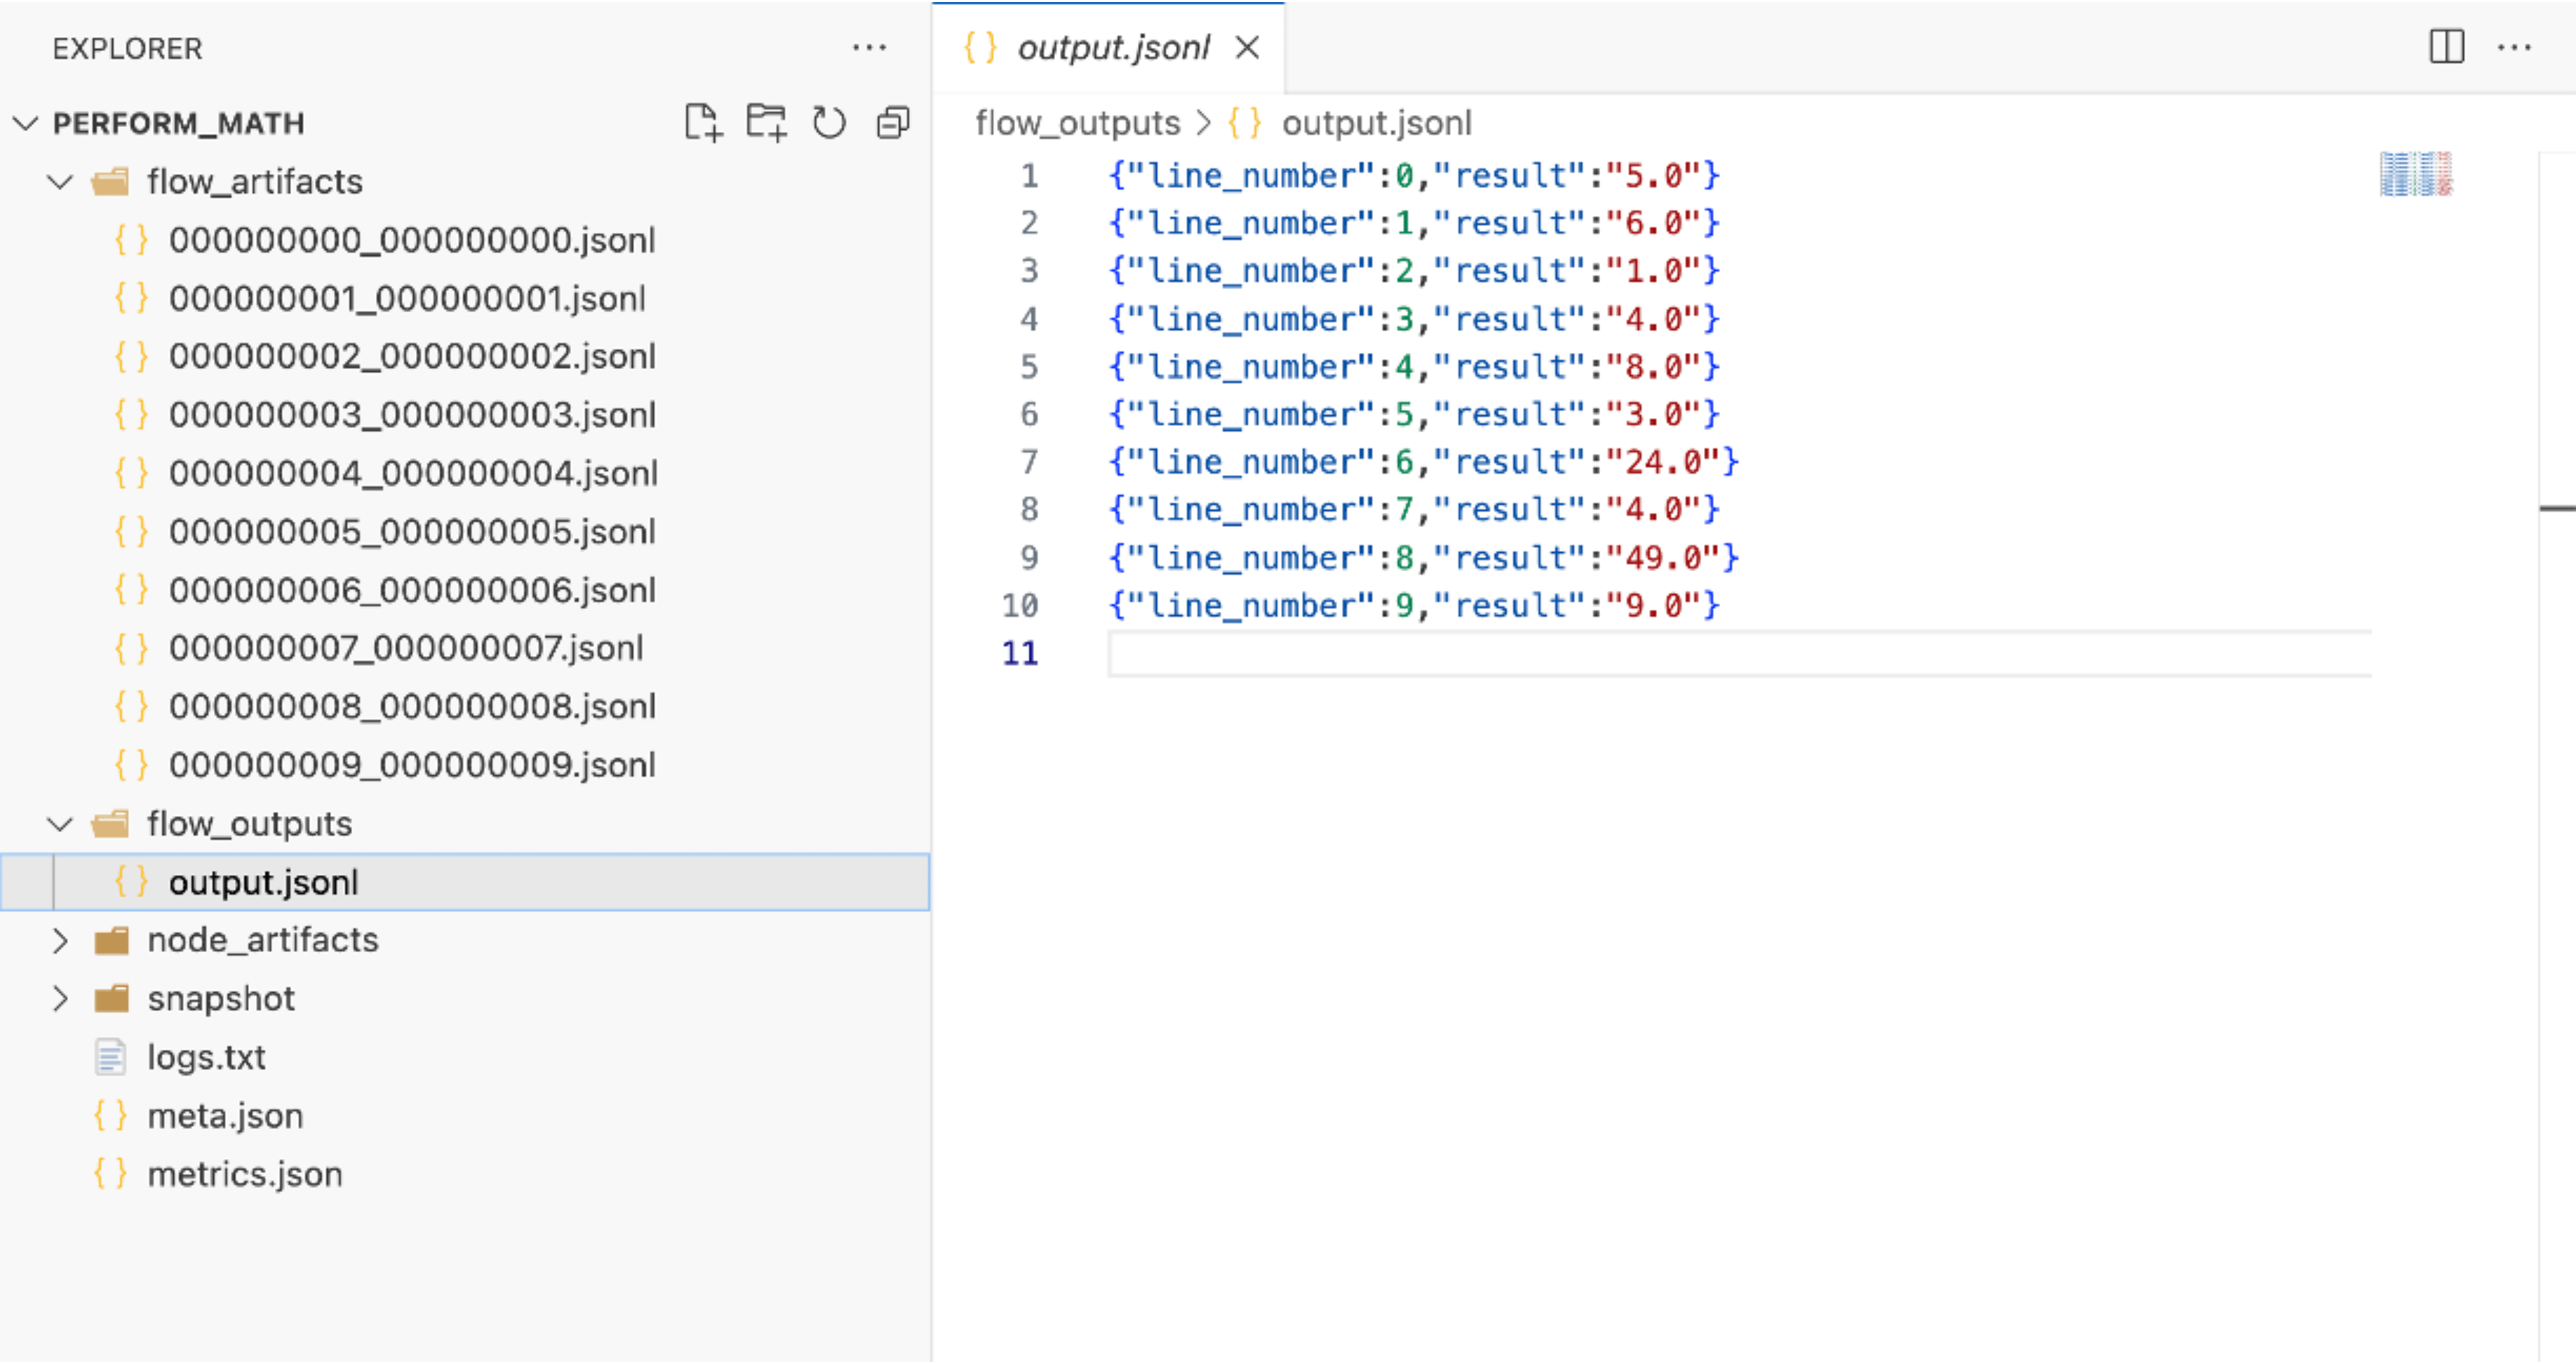 EXPLORER
PERFORM_MATH
flow_artifacts
000000000_000000000.jsonl
000000001_000000001.jsonl
000000002_000000002.jsonl
000000003_000000003.jsonl
000000004_000000004.jsonl
000000005_000000005.jsonl
000000006_000000006.jsonl
000000007_000000007.jsonl
000000008_000000008.jsonl
000000009_000000009.jsonl
flow_outputs
output.jsonl
node_artifacts
snapshot
logs.txt
meta.json
metrics.json
output.jsonl
flow_outputs > {} output.jsonl
1 {"line_number":0,"result":"5.0"}
2 {"line_number":1,"result":"6.0"}
3 {"line_number":2,"result":"1.0"}
4 {"line_number":3,"result":"4.0"}
5 {"line_number":4,"result":"8.0"}
6 {"line_number":5,"result":"3.0"}
7 {"line_number":6,"result":"24.0"}
8 {"line_number":7,"result":"4.0"}
9 {"line_number":8,"result":"49.0"}
10 {"line_number":9,"result":"9.0"}
11